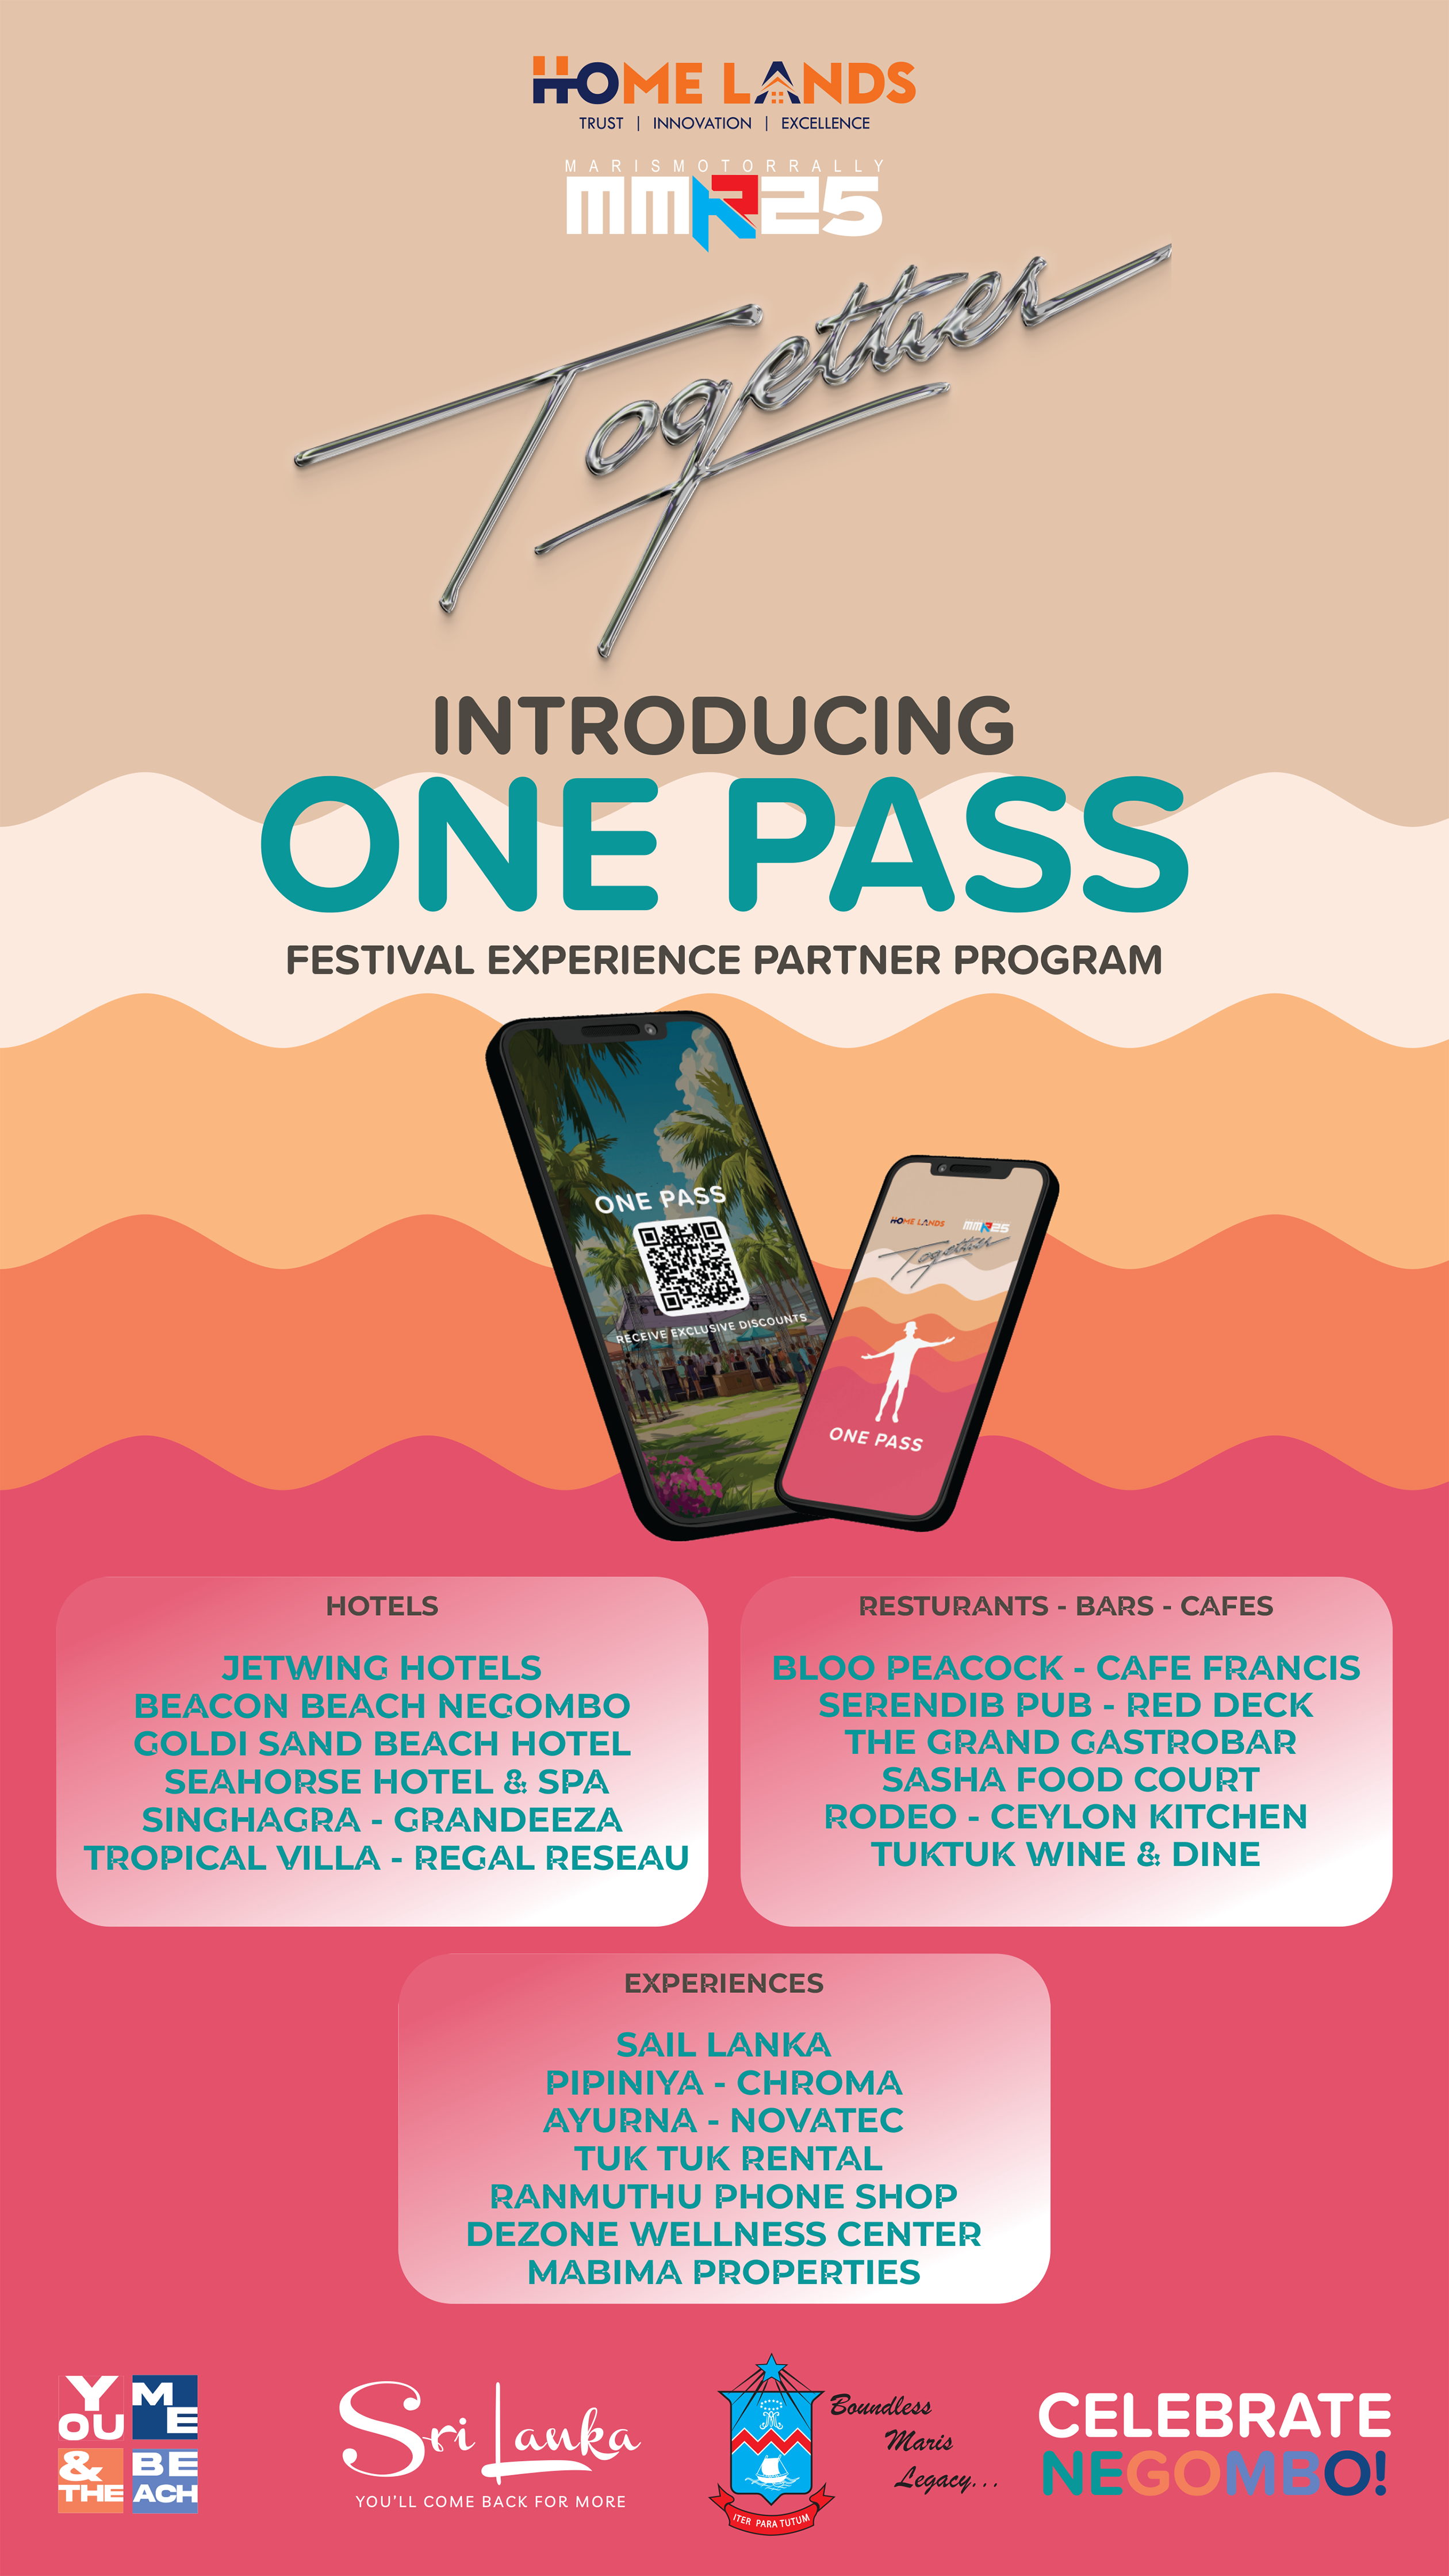 HOME LANDS
TRUST | INNOVATION | EXCELLENCE
MARISMOTORRALLY
MMR25
Together
INTRODUCING
ONE PASS
FESTIVAL EXPERIENCE PARTNER PROGRAM
ONE PASS
RECEIVE EXCLUSIVE DISCOUNTS
HOME LANDS MMR25
Together
ONE PASS
HOTELS
JETWING HOTELS
BEACON BEACH NEGOMBO
GOLDI SAND BEACH HOTEL
SEAHORSE HOTEL & SPA
SINGHAGRA - GRANDEEZA
TROPICAL VILLA - REGAL RESEAU
RESTURANTS - BARS - CAFES
BLOO PEACOCK - CAFE FRANCIS
SERENDIB PUB - RED DECK
THE GRAND GASTROBAR
SASHA FOOD COURT
RODEO - CEYLON KITCHEN
TUKTUK WINE & DINE
EXPERIENCES
SAIL LANKA
PIPINIYA - CHROMA
AYURNA - NOVATEC
TUK TUK RENTAL
RANMUTHU PHONE SHOP
DEZONE WELLNESS CENTER
MABIMA PROPERTIES
YOU ME
& THE BEACH
Sri Lanka
YOU'LL COME BACK FOR MORE
ITER PARA TUTUM
Boundless
Maris
Legacy...
CELEBRATE
NEGOMBO!